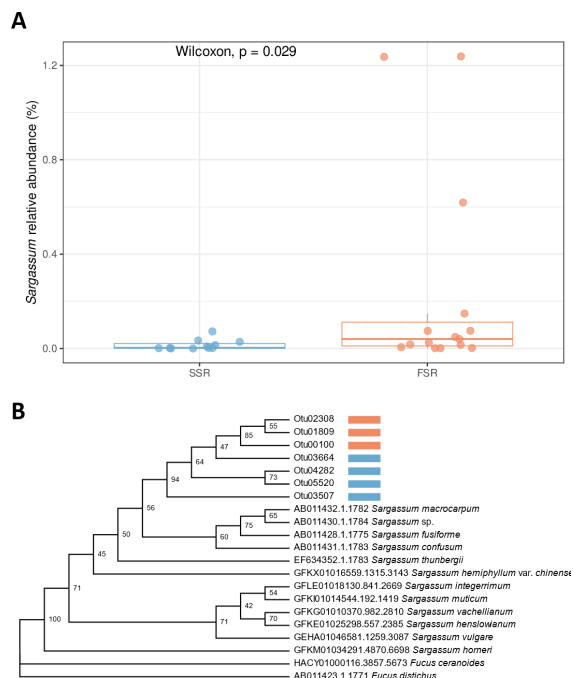 A
Wilcoxon, p = 0.029
1.2
0.8
0.4
0.0
Sargassum relative abundance (%)
SSR
FSR
B
Otu02308
Otu01809
Otu00100
Otu03664
Otu04282
Otu05520
Otu03507
AB011432.1.1782 Sargassum macrocarpum
AB011430.1.1784 Sargassum sp.
AB011428.1.1775 Sargassum fusiforme
AB011431.1.1783 Sargassum confusum
EF634352.1.1783 Sargassum thunbergii
GFKX01016559.1315.3143 Sargassum hemiphyllum var. chinense
GFLE01018130.841.2669 Sargassum integerrimum
GFKI01014544.192.1419 Sargassum muticum
GFKG01010370.982.2810 Sargassum vachellianum
GFKE01025298.557.2385 Sargassum henslowianum
GEHA01046581.1259.3087 Sargassum vulgare
GFKM01034291.4870.6698 Sargassum horneri
HACY01000116.3857.5673 Fucus ceranoides
AB011423.1.1771 Fucus distichus
55
85
47
64
73
94
56
65
75
60
50
45
54
42
70
71
71
100